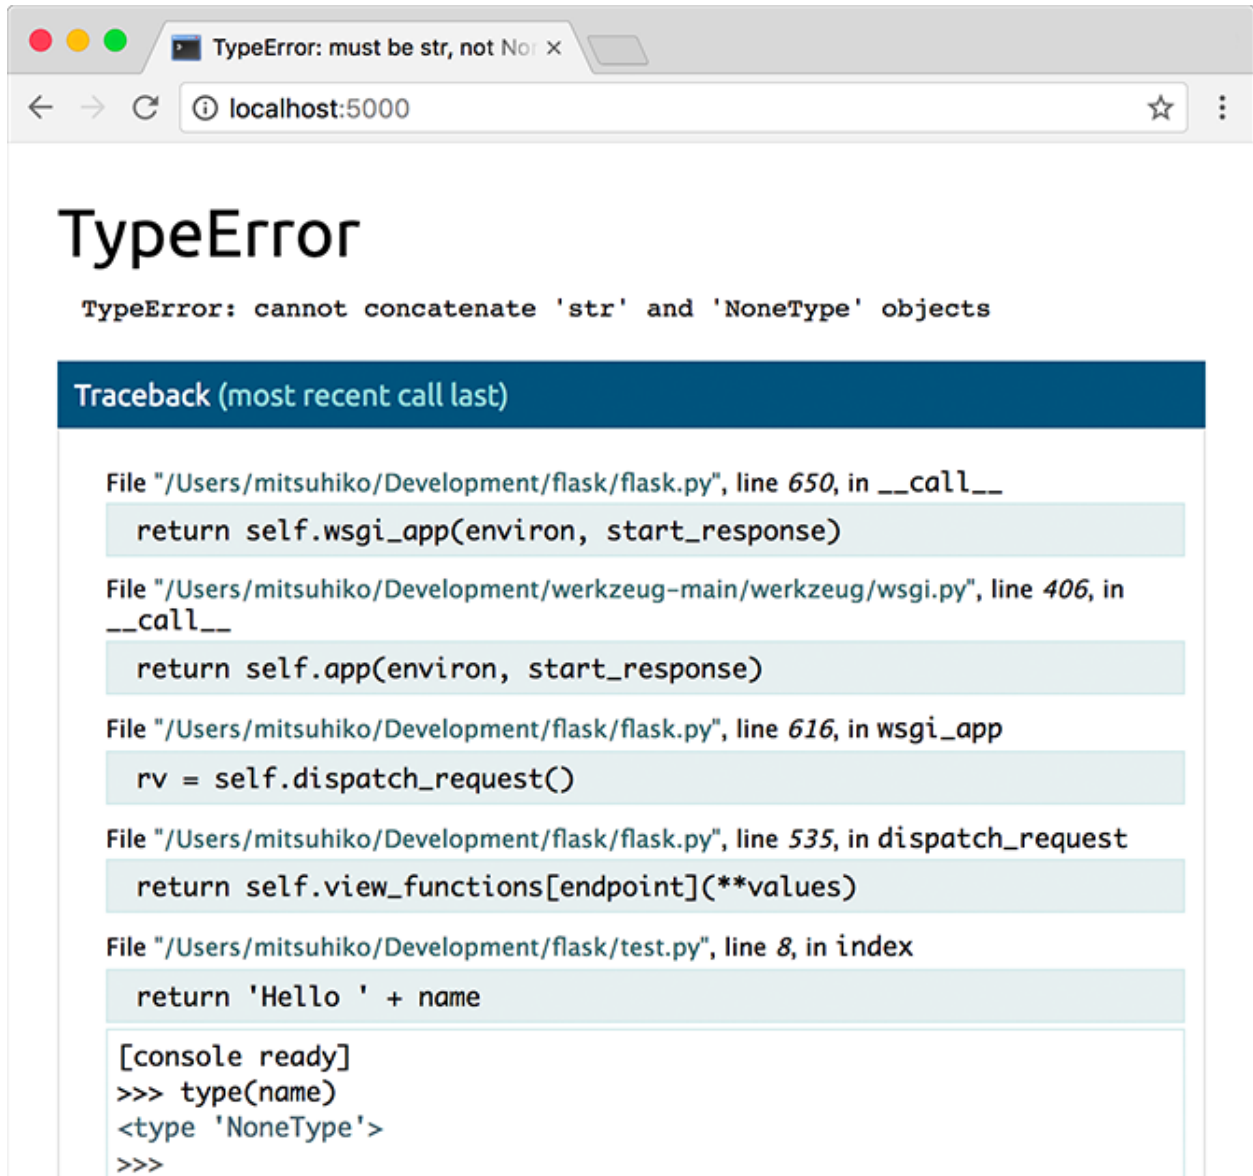 TypeError: must be str, not Nor
localhost:5000
TypeError
TypeError: cannot concatenate 'str' and 'NoneType' objects
Traceback (most recent call last)
File "/Users/mitsuhiko/Development/flask/flask.py", line 650, in __call__
return self.wsgi_app(environ, start_response)
File "/Users/mitsuhiko/Development/werkzeug-main/werkzeug/wsgi.py", line 406, in
__call__
return self.app(environ, start_response)
File "/Users/mitsuhiko/Development/flask/flask.py", line 616, in wsgi_app
rv = self.dispatch_request()
File "/Users/mitsuhiko/Development/flask/flask.py", line 535, in dispatch_request
return self.view_functions[endpoint](**values)
File "/Users/mitsuhiko/Development/flask/test.py", line 8, in index
return 'Hello ' + name
[console ready]
>>> type(name)
<type 'NoneType'>
>>>